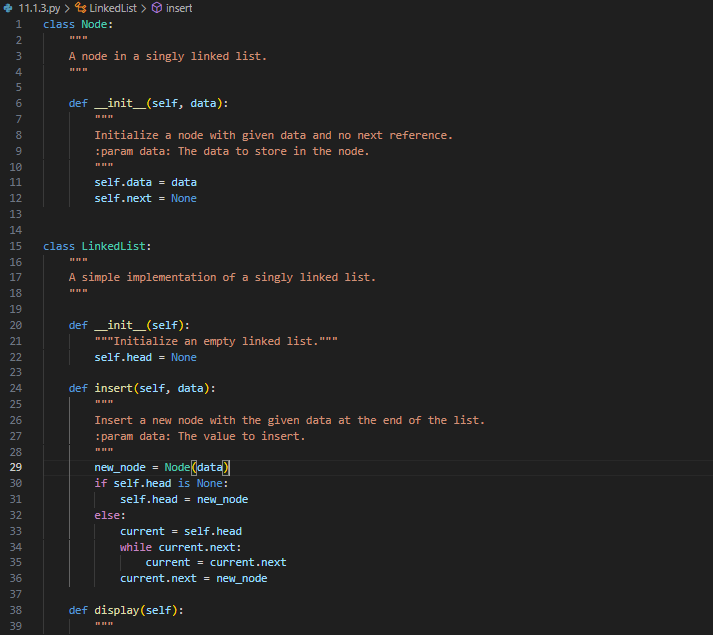 11.1.3.py > LinkedList > insert
1 class Node:
2     """
3     A node in a singly linked list.
4     """
5
6     def __init__(self, data):
7         """
8         Initialize a node with given data and no next reference.
9         :param data: The data to store in the node.
10         """
11         self.data = data
12         self.next = None
13
14
15 class LinkedList:
16     """
17     A simple implementation of a singly linked list.
18     """
19
20     def __init__(self):
21         """Initialize an empty linked list."""
22         self.head = None
23
24     def insert(self, data):
25         """
26         Insert a new node with the given data at the end of the list.
27         :param data: The value to insert.
28         """
29         new_node = Node(data)
30         if self.head is None:
31             self.head = new_node
32         else:
33             current = self.head
34             while current.next:
35                 current = current.next
36             current.next = new_node
37
38     def display(self):
39         """